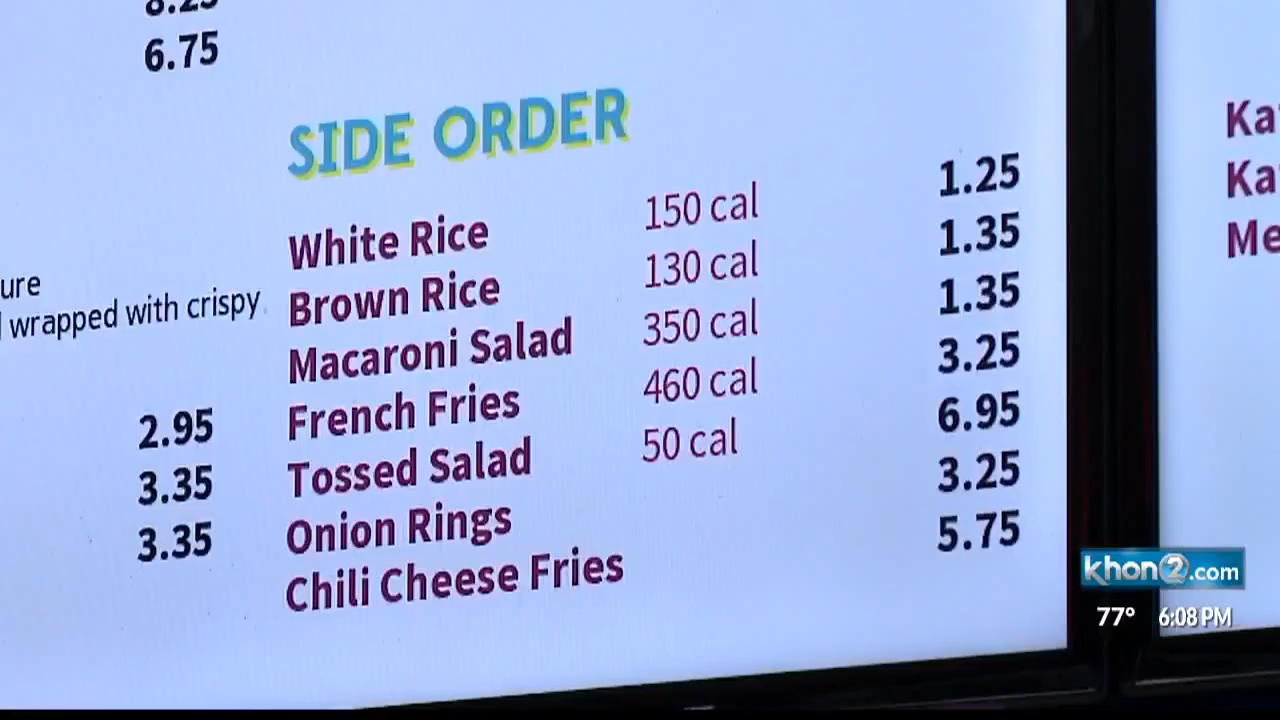 8.25
6.75
SIDE ORDER
White Rice 150 cal 1.25
Brown Rice 130 cal 1.35
Macaroni Salad 350 cal 1.35
French Fries 460 cal 3.25
Tossed Salad 50 cal 6.95
Onion Rings 3.25
Chili Cheese Fries 5.75
ure
wrapped with crispy
2.95
3.35
3.35
Ka
Ka
Me
khon2.com
77° 6:08 PM